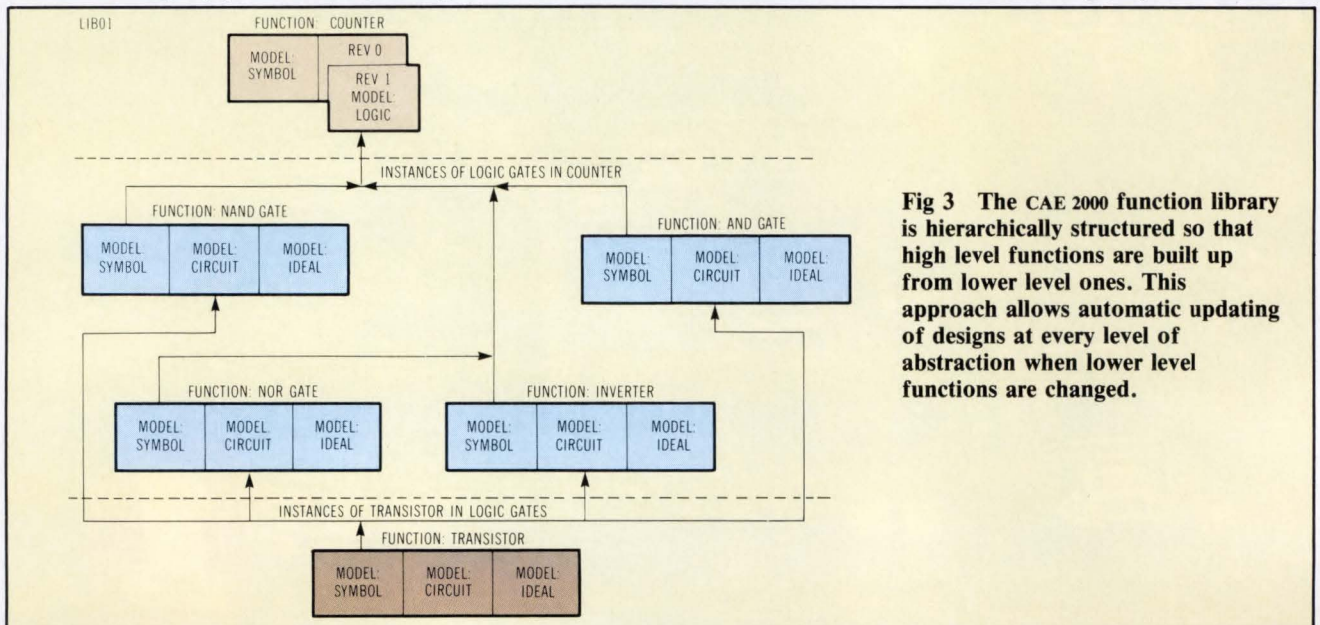 LIB01
FUNCTION: COUNTER
MODEL:
SYMBOL
REV 0
REV 1
MODEL:
LOGIC
INSTANCES OF LOGIC GATES IN COUNTER
FUNCTION: NAND GATE
MODEL:
SYMBOL
MODEL:
CIRCUIT
MODEL:
IDEAL
FUNCTION: AND GATE
MODEL:
SYMBOL
MODEL:
CIRCUIT
MODEL:
IDEAL
FUNCTION: NOR GATE
MODEL:
SYMBOL
MODEL:
CIRCUIT
MODEL:
IDEAL
FUNCTION: INVERTER
MODEL:
SYMBOL
MODEL:
CIRCUIT
MODEL:
IDEAL
INSTANCES OF TRANSISTOR IN LOGIC GATES
FUNCTION: TRANSISTOR
MODEL:
SYMBOL
MODEL:
CIRCUIT
MODEL:
IDEAL
Fig 3 The CAE 2000 function library
is hierarchically structured so that
high level functions are built up
from lower level ones. This
approach allows automatic updating
of designs at every level of
abstraction when lower level
functions are changed.